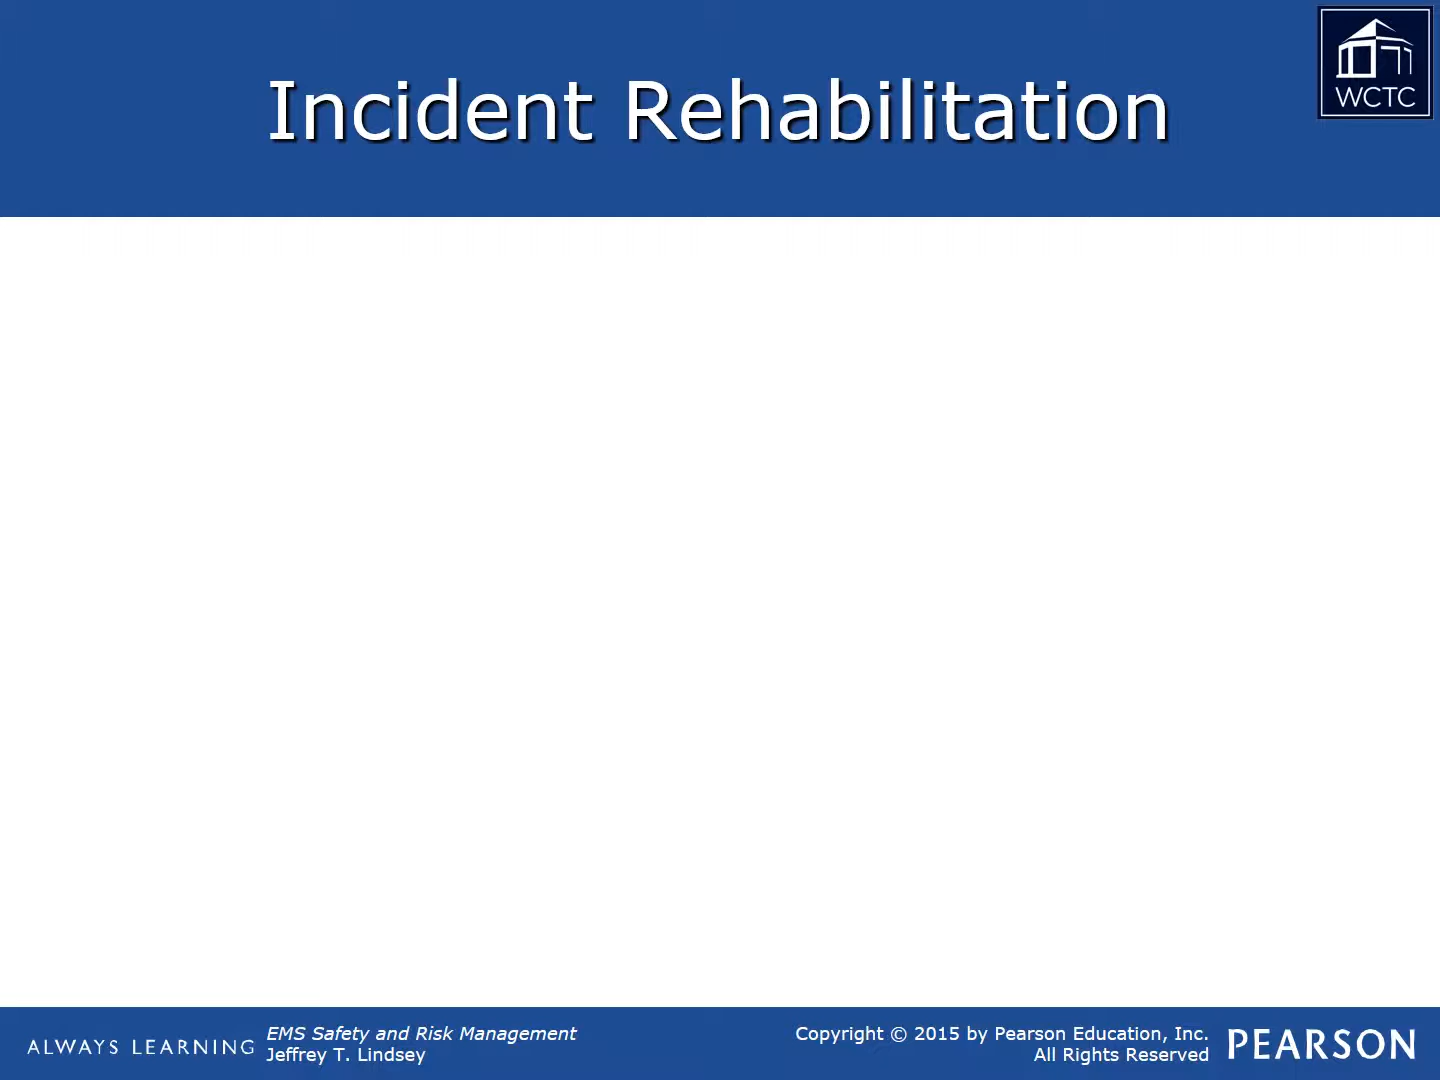 Incident Rehabilitation
WCTC
ALWAYS LEARNING
EMS Safety and Risk Management
Jeffrey T. Lindsey
Copyright © 2015 by Pearson Education, Inc.
All Rights Reserved
PEARSON